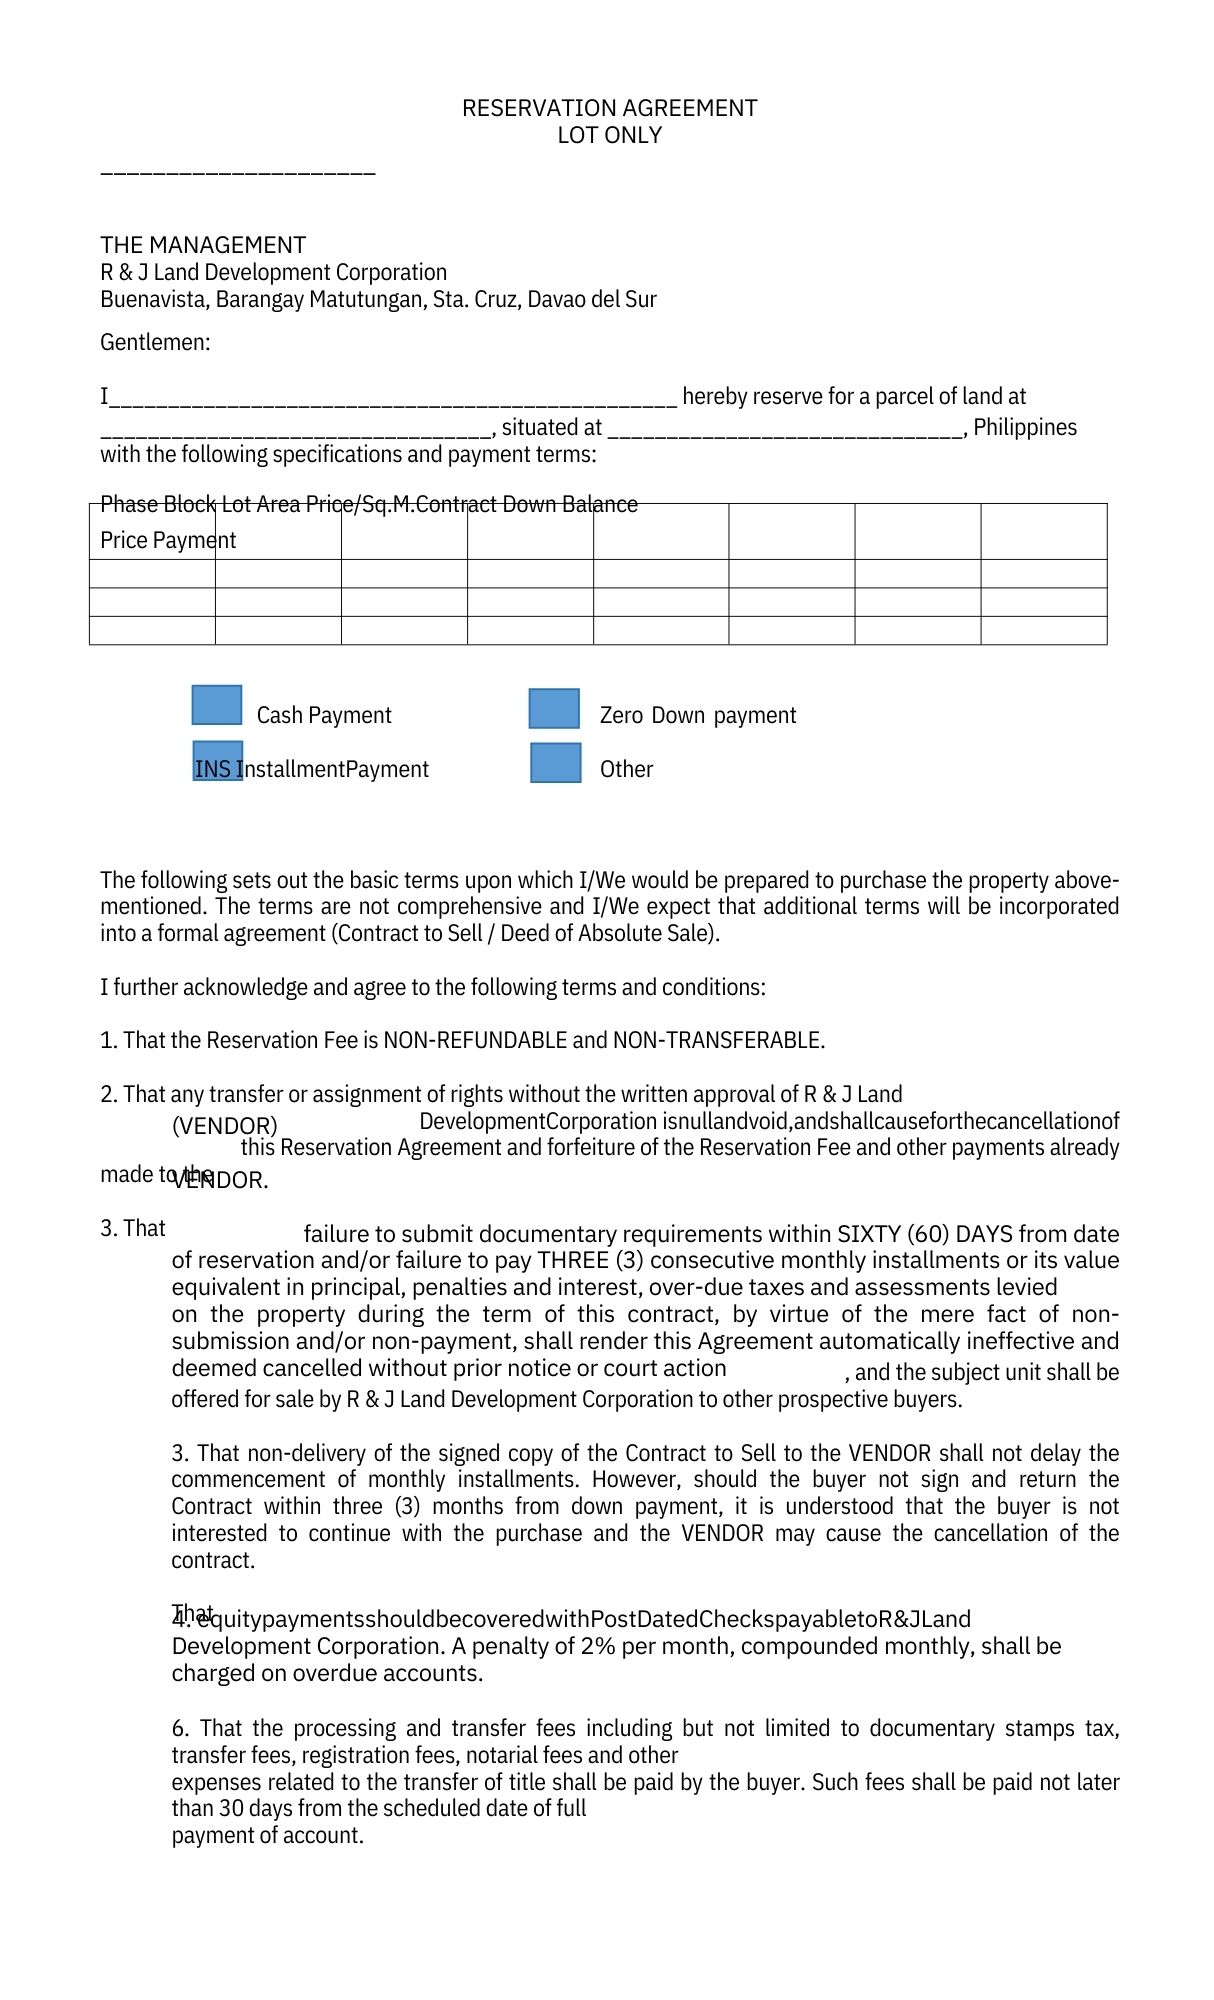 RESERVATION AGREEMENT
LOT ONLY
_____________________
THE MANAGEMENT
R & J Land Development Corporation
Buenavista, Barangay Matutungan, Sta. Cruz, Davao del Sur
Gentlemen:
I________________________________________________ hereby reserve for a parcel of land at
_________________________________, situated at ______________________________, Philippines
with the following specifications and payment terms:
Phase Block Lot Area Price/Sq.M.Contract Down Balance
Price Payment
Cash Payment Zero Down payment
INS InstallmentPayment Other
The following sets out the basic terms upon which I/We would be prepared to purchase the property above-
mentioned. The terms are not comprehensive and I/We expect that additional terms will be incorporated
into a formal agreement (Contract to Sell / Deed of Absolute Sale).
I further acknowledge and agree to the following terms and conditions:
1. That the Reservation Fee is NON-REFUNDABLE and NON-TRANSFERABLE.
2. That any transfer or assignment of rights without the written approval of R & J Land
(VENDOR) DevelopmentCorporation isnullandvoid,andshallcauseforthecancellationof
this Reservation Agreement and forfeiture of the Reservation Fee and other payments already
made to the VENDOR.
3. That failure to submit documentary requirements within SIXTY (60) DAYS from date
of reservation and/or failure to pay THREE (3) consecutive monthly installments or its value
equivalent in principal, penalties and interest, over-due taxes and assessments levied
on the property during the term of this contract, by virtue of the mere fact of non-
submission and/or non-payment, shall render this Agreement automatically ineffective and
deemed cancelled without prior notice or court action , and the subject unit shall be
offered for sale by R & J Land Development Corporation to other prospective buyers.
3. That non-delivery of the signed copy of the Contract to Sell to the VENDOR shall not delay the
commencement of monthly installments. However, should the buyer not sign and return the
Contract within three (3) months from down payment, it is understood that the buyer is not
interested to continue with the purchase and the VENDOR may cause the cancellation of the
contract.
That
4. equitypaymentsshouldbecoveredwithPostDatedCheckspayabletoR&JLand
Development Corporation. A penalty of 2% per month, compounded monthly, shall be
charged on overdue accounts.
6. That the processing and transfer fees including but not limited to documentary stamps tax,
transfer fees, registration fees, notarial fees and other
expenses related to the transfer of title shall be paid by the buyer. Such fees shall be paid not later
than 30 days from the scheduled date of full
payment of account.